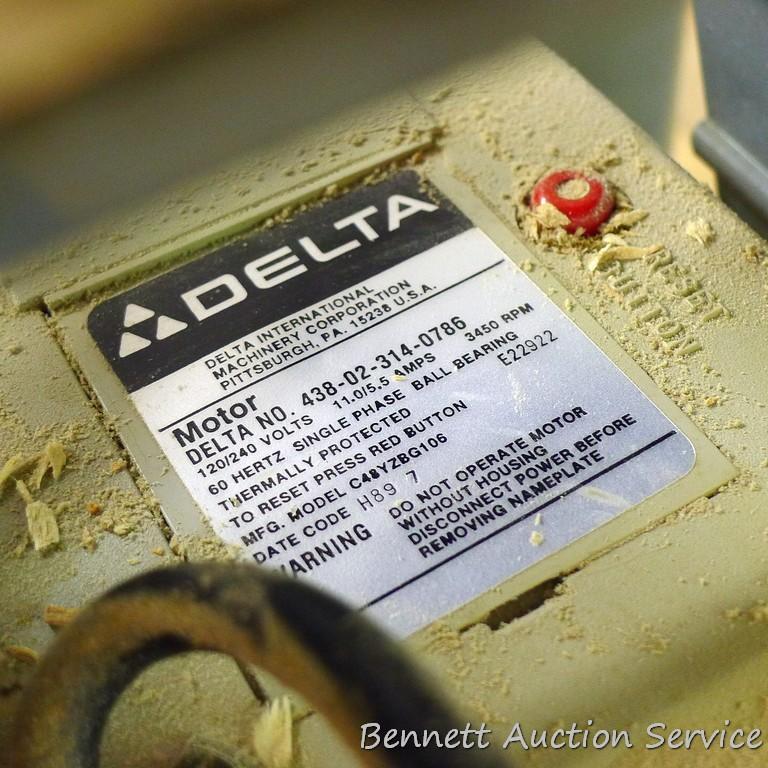 DELTA
DELTA INTERNATIONAL
MACHINERY CORPORATION
PITTSBURGH, PA. 15238 U.S.A.
Motor
DELTA NO. 438-02-314-0786
120/240 VOLTS 11.0/5.5 AMPS 3450 RPM
60 HERTZ SINGLE PHASE BALL BEARING
THERMALLY PROTECTED E22922
TO RESET PRESS RED BUTTON
MFG. MODEL C48YZBG106
DATE CODE H89 7
WARNING DO NOT OPERATE MOTOR
WITHOUT HOUSING
DISCONNECT POWER BEFORE
REMOVING NAMEPLATE
RESET
BUTTON
Bennett Auction Service